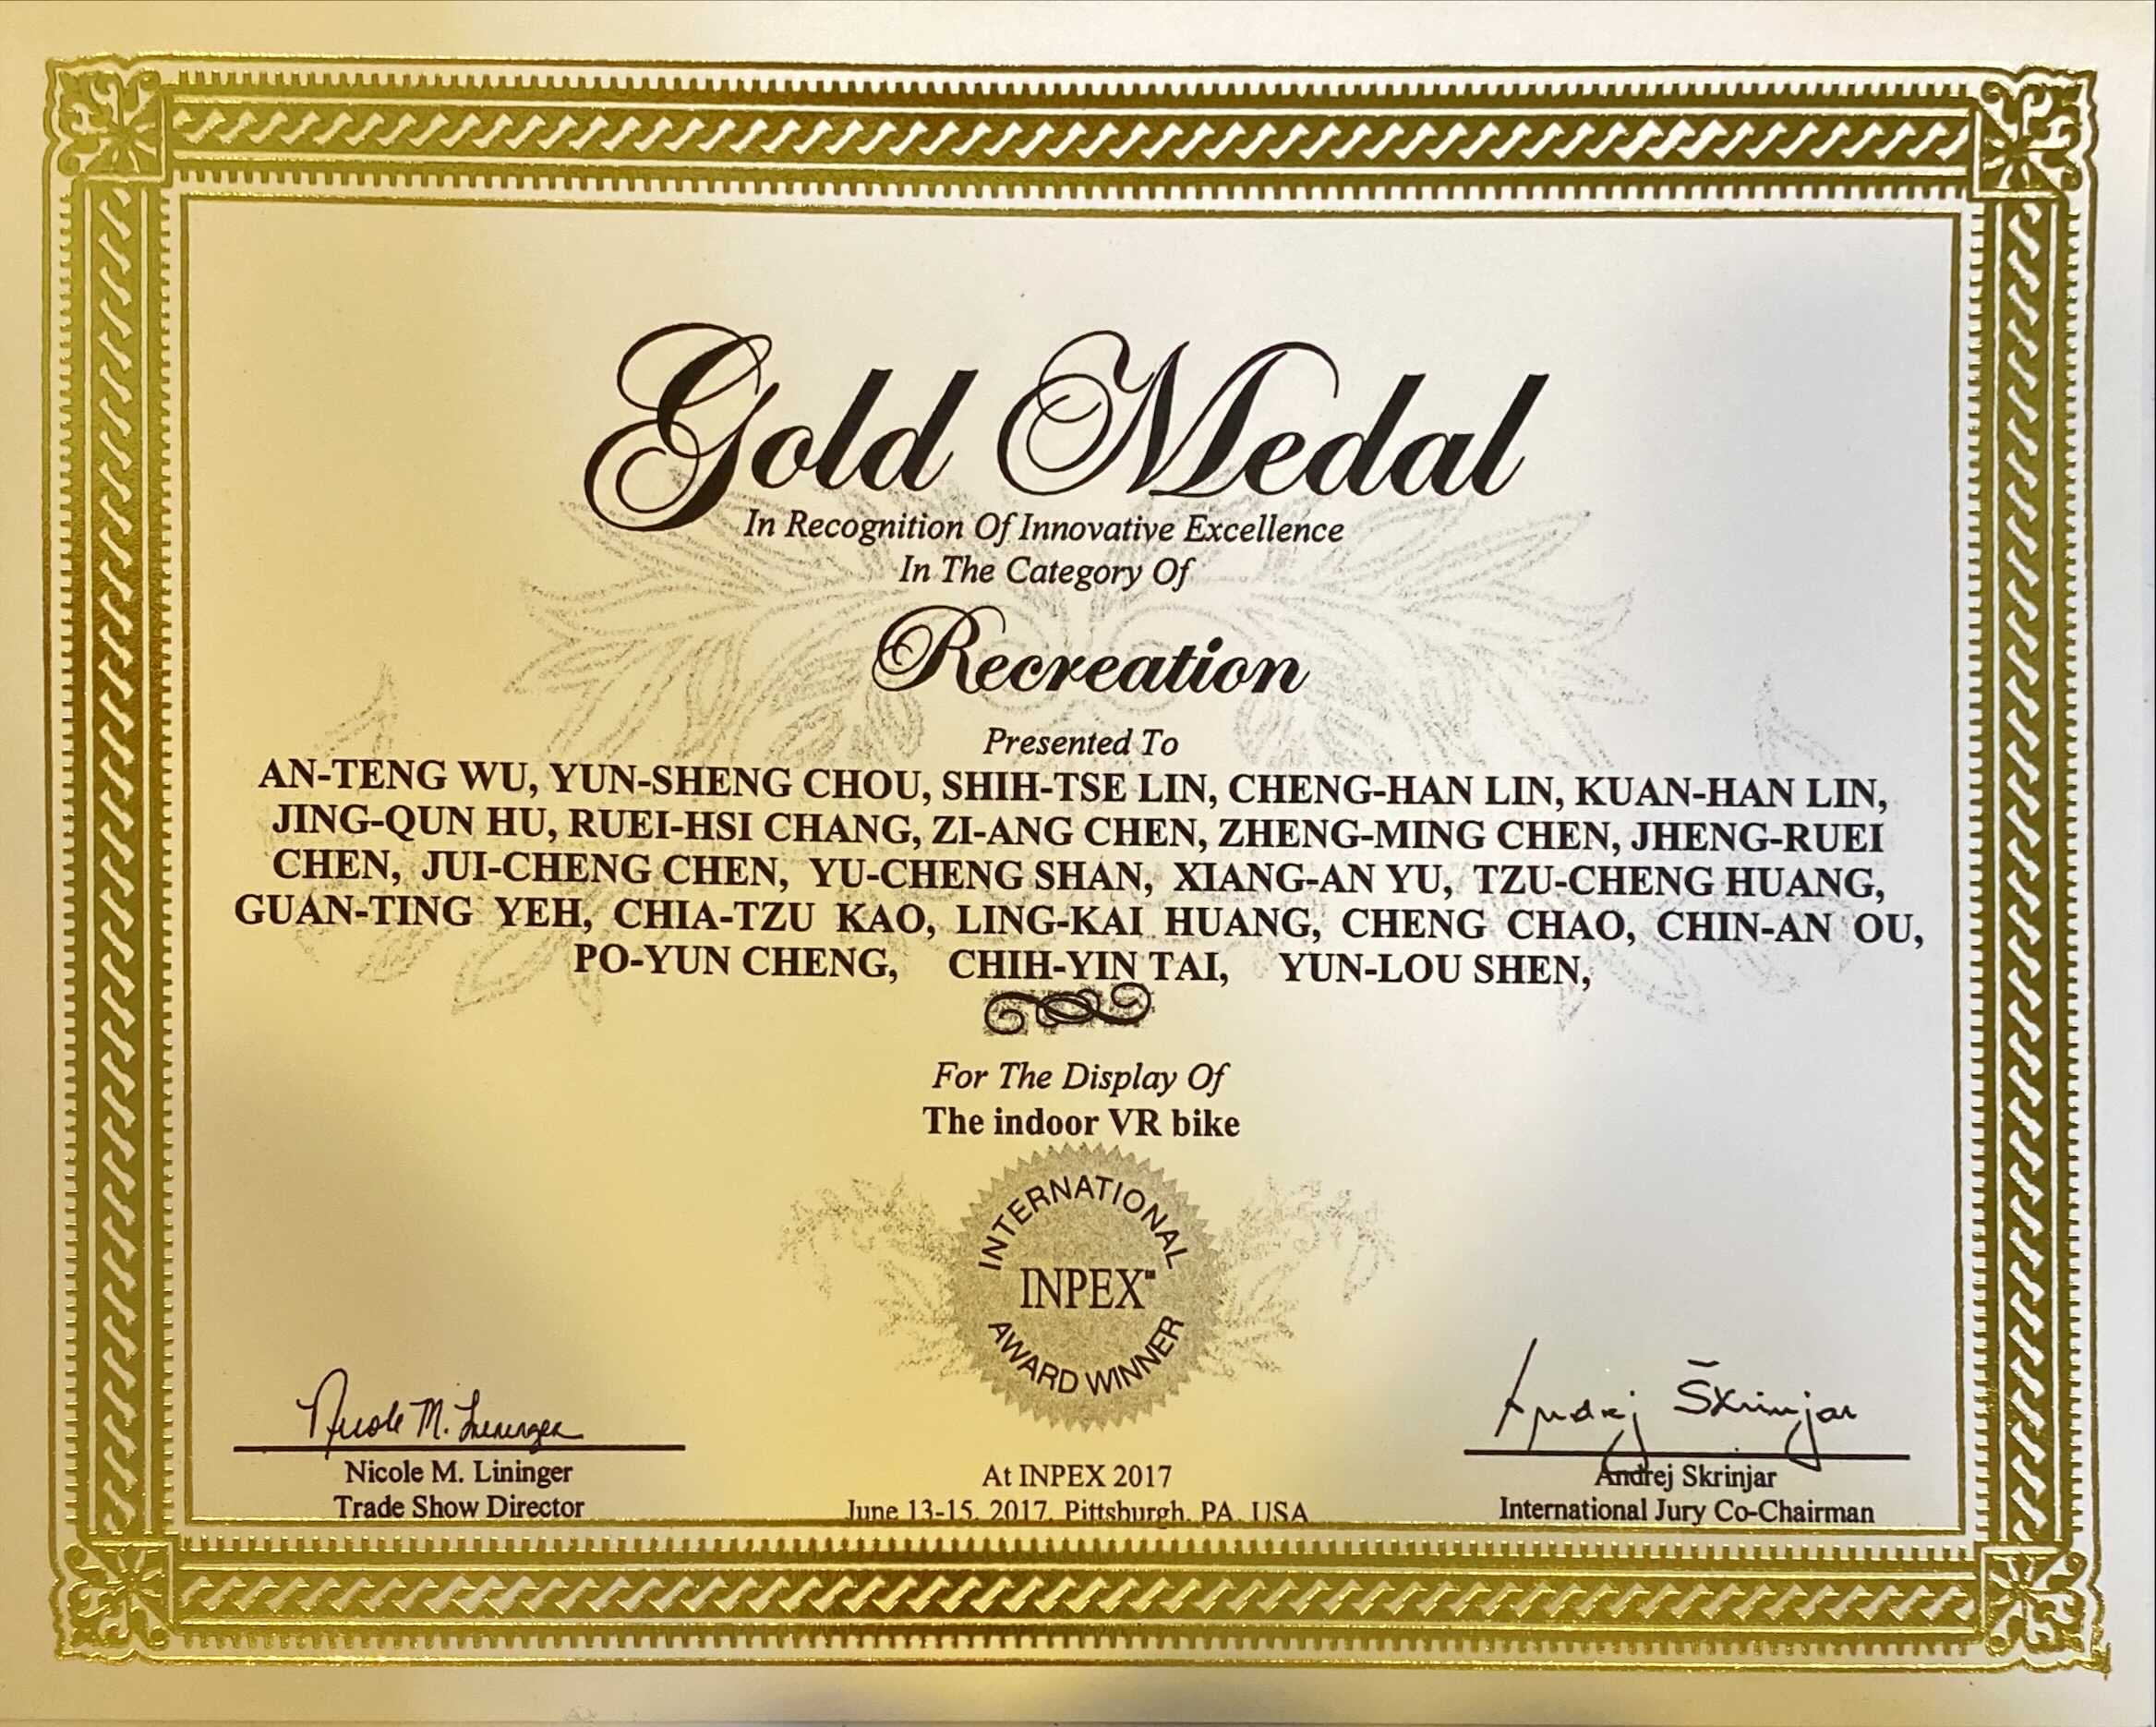 Gold Medal
In Recognition Of Innovative Excellence
In The Category Of
Recreation
Presented To
AN-TENG WU, YUN-SHENG CHOU, SHIH-TSE LIN, CHENG-HAN LIN, KUAN-HAN LIN,
JING-QUN HU, RUEI-HSI CHANG, ZI-ANG CHEN, ZHENG-MING CHEN, JHENG-RUEI
CHEN, JUI-CHENG CHEN, YU-CHENG SHAN, XIANG-AN YU, TZU-CHENG HUANG,
GUAN-TING YEH, CHIA-TZU KAO, LING-KAI HUANG, CHENG CHAO, CHIN-AN OU,
PO-YUN CHENG, CHIH-YIN TAI, YUN-LOU SHEN,
For The Display Of
The indoor VR bike
INTERNATIONAL
INPEX™
AWARD WINNER
Nicole M. Lininger
Andrej Škrinjar
Nicole M. Lininger
Trade Show Director
At INPEX 2017
June 13-15, 2017, Pittsburgh, PA, USA
Andrej Skrinjar
International Jury Co-Chairman